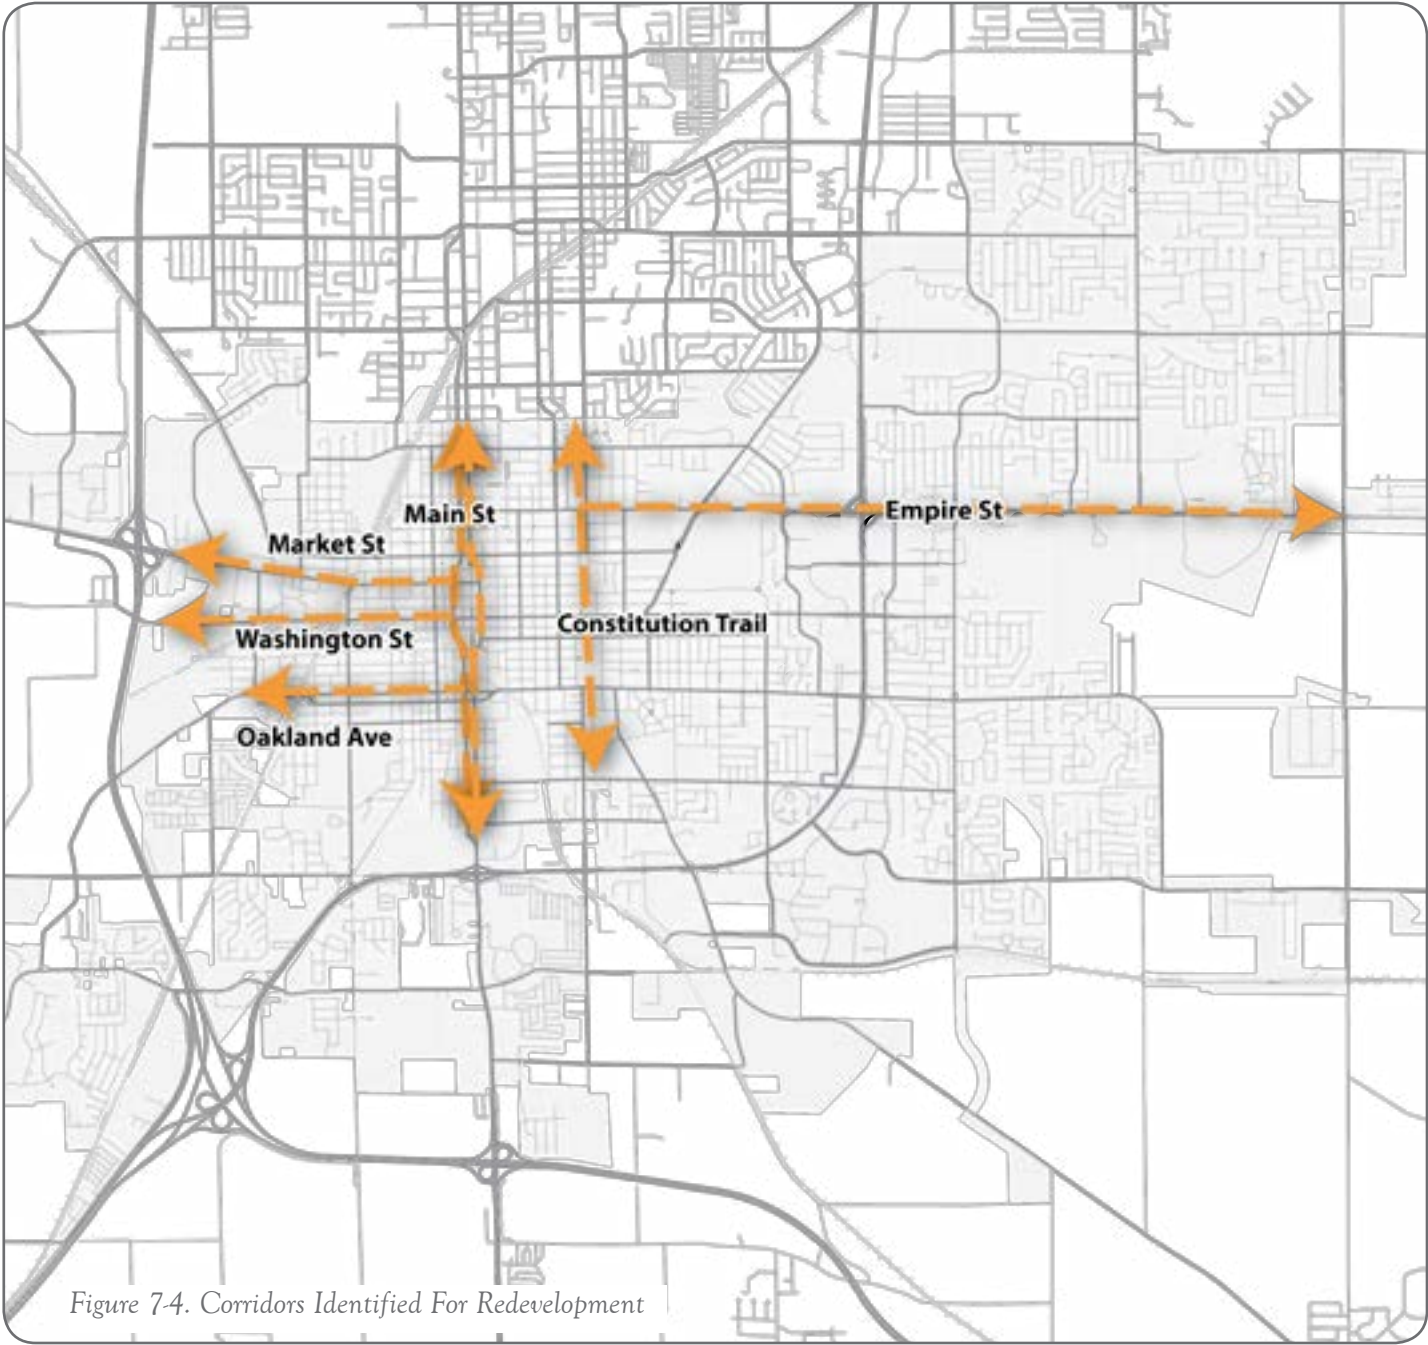 Main St
Empire St
Market St
Constitution Trail
Washington St
Oakland Ave
Figure 7-4. Corridors Identified For Redevelopment